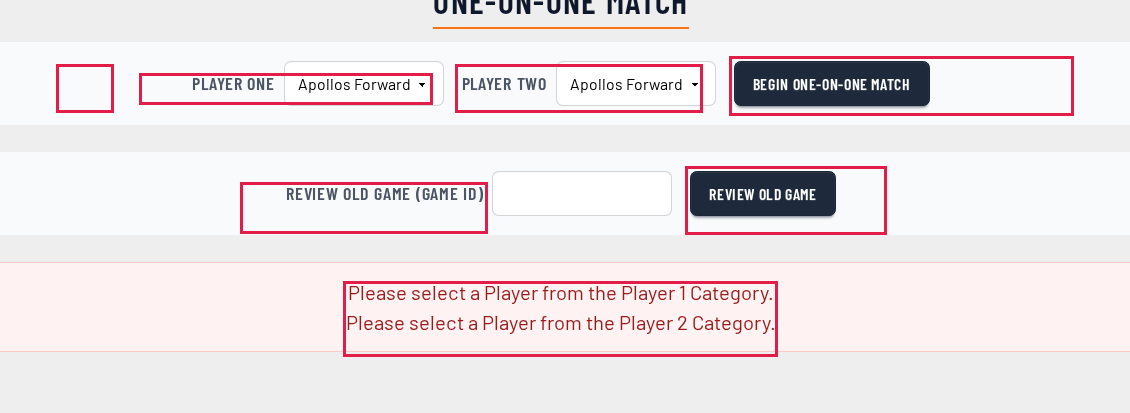 ONE-ON-ONE MATCH
PLAYER ONE Apollos Forward PLAYER TWO Apollos Forward BEGIN ONE-ON-ONE MATCH
REVIEW OLD GAME (GAME ID) REVIEW OLD GAME
Please select a Player from the Player 1 Category.
Please select a Player from the Player 2 Category.